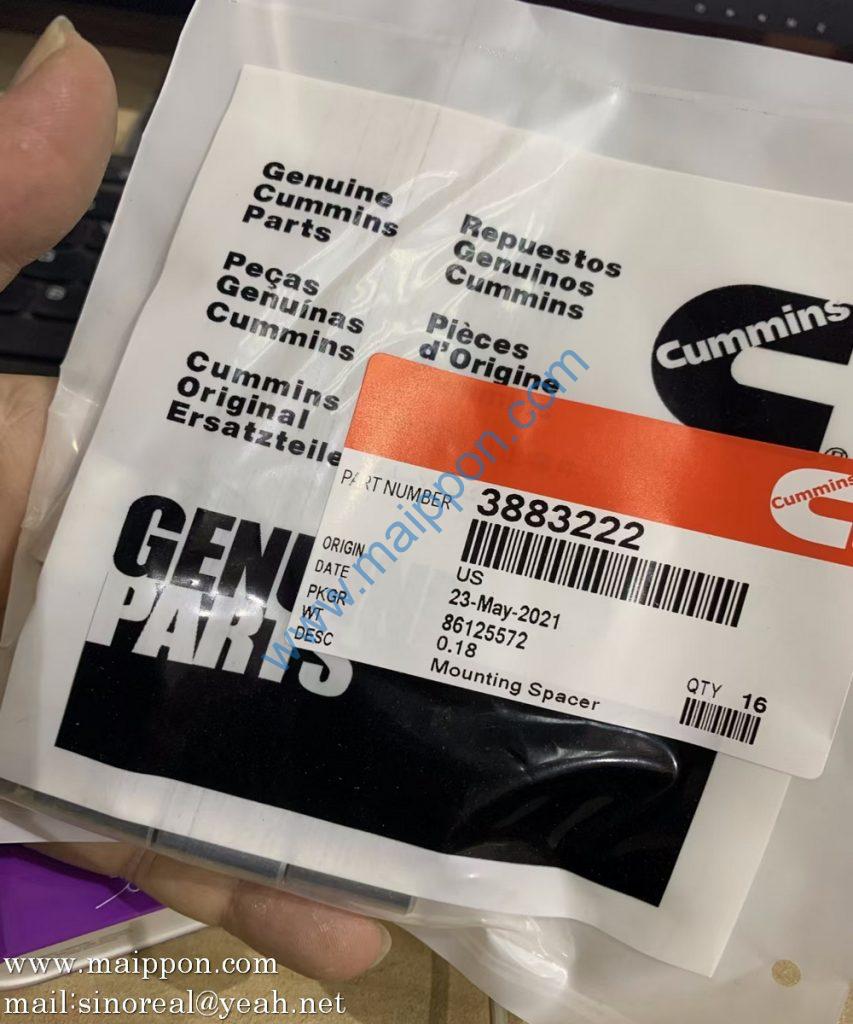 Genuine
Cummins
Parts
Repuestos
Genuinos
Cummins
Peças
Genuínas
Cummins
Pièces
d'Origine
Cummins
Original
Ersatzteile
Cummins
®
GENU
PARTS
Cummins
PART NUMBER 3883222
ORIGIN US
DATE 23-May-2021
PKGR 86125572
WT 0.18
DESC Mounting Spacer
QTY 16
www.maippon.com
www.maippon.com
mail:sinoreal@yeah.net